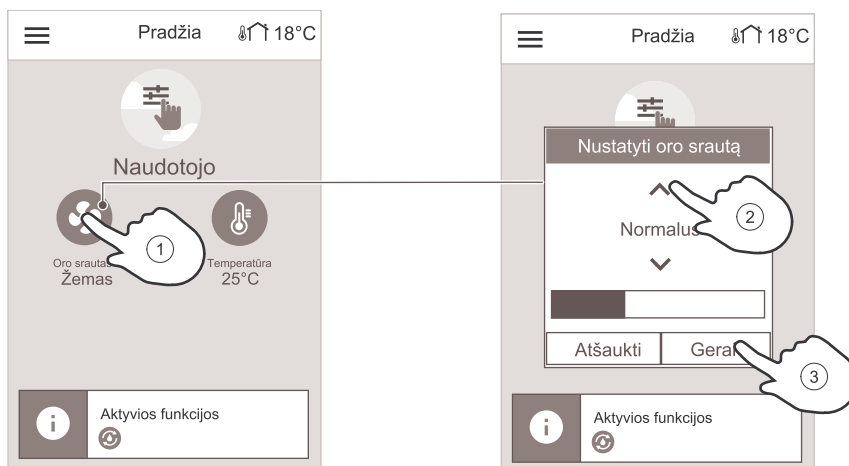 Pradžia 18°C
Naudotojo
1
Oro srautas
Žemas
Temperatūra
25°C
Aktyvios funkcijos
Pradžia 18°C
Nustatyti oro srautą
2
Normalus
Atšaukti
Gerai
3
Aktyvios funkcijos